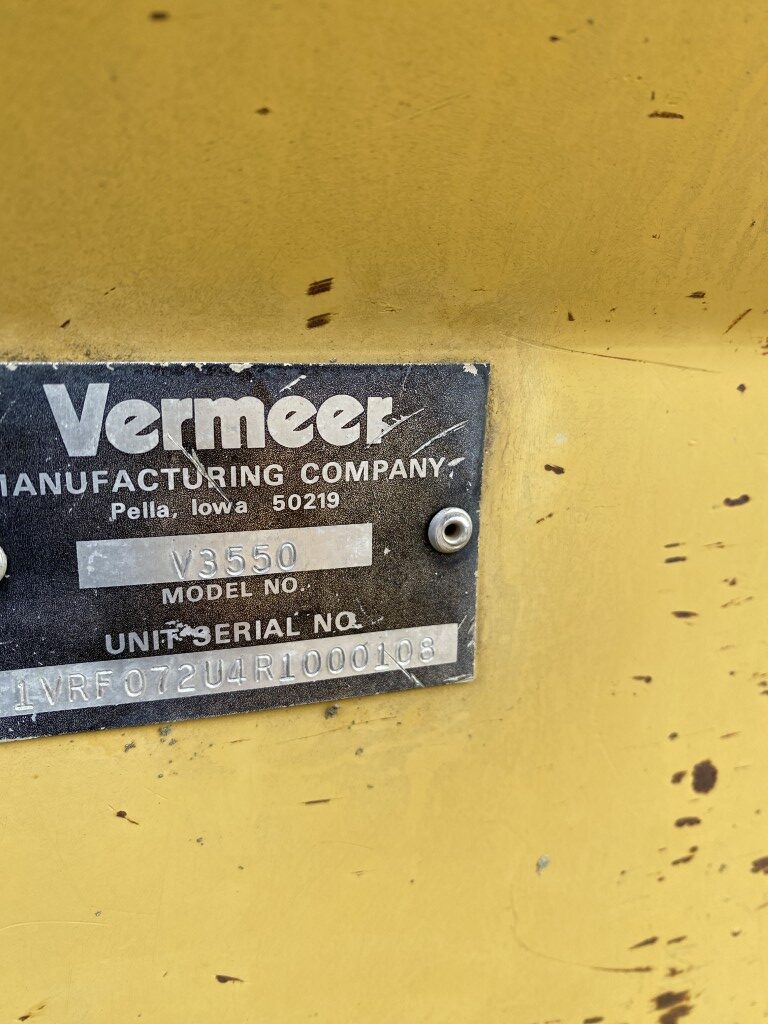 Vermeer
MANUFACTURING COMPANY
Pella, Iowa 50219
V3550
MODEL NO.
UNIT SERIAL NO.
1VRF072U4R1000108